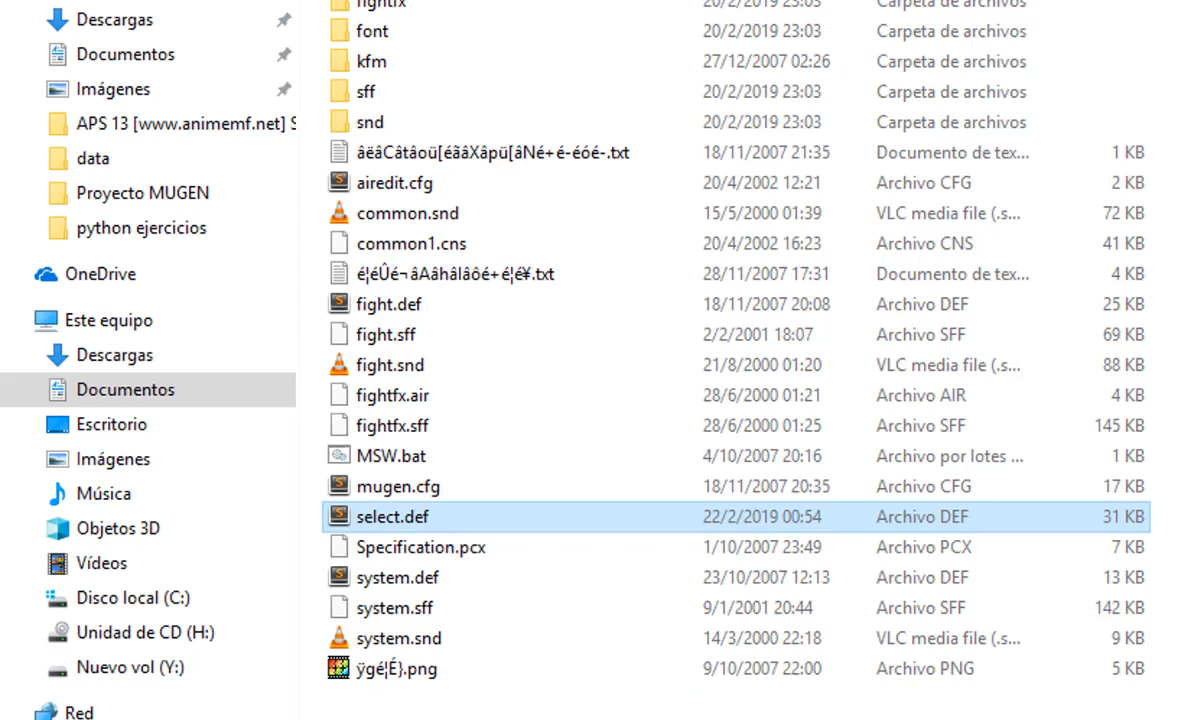 Descargas
Documentos
Imágenes
APS 13 [www.animemf.net] S
data
Proyecto MUGEN
python ejercicios
OneDrive
Este equipo
Descargas
Documentos
Escritorio
Imágenes
Música
Objetos 3D
Vídeos
Disco local (C:)
Unidad de CD (H:)
Nuevo vol (Y:)
Red
fightfx 20/2/2019 23:03 Carpeta de archivos
font 20/2/2019 23:03 Carpeta de archivos
kfm 27/12/2007 02:26 Carpeta de archivos
sff 20/2/2019 23:03 Carpeta de archivos
snd 20/2/2019 23:03 Carpeta de archivos
18/11/2007 21:35 Documento de tex... 1 KB
airedit.cfg 20/4/2002 12:21 Archivo CFG 2 KB
common.snd 15/5/2000 01:39 VLC media file (.s... 72 KB
common1.cns 20/4/2002 16:23 Archivo CNS 41 KB
28/11/2007 17:31 Documento de tex... 4 KB
fight.def 18/11/2007 20:08 Archivo DEF 25 KB
fight.sff 2/2/2001 18:07 Archivo SFF 69 KB
fight.snd 21/8/2000 01:20 VLC media file (.s... 88 KB
fightfx.air 28/6/2000 01:21 Archivo AIR 4 KB
fightfx.sff 28/6/2000 01:25 Archivo SFF 145 KB
MSW.bat 4/10/2007 20:16 Archivo por lotes ... 1 KB
mugen.cfg 18/11/2007 20:35 Archivo CFG 17 KB
select.def 22/2/2019 00:54 Archivo DEF 31 KB
Specification.pcx 1/10/2007 23:49 Archivo PCX 7 KB
system.def 23/10/2007 12:13 Archivo DEF 13 KB
system.sff 9/1/2001 20:44 Archivo SFF 142 KB
system.snd 14/3/2000 22:18 VLC media file (.s... 9 KB
ÿgé¦É}.png 9/10/2007 22:00 Archivo PNG 5 KB